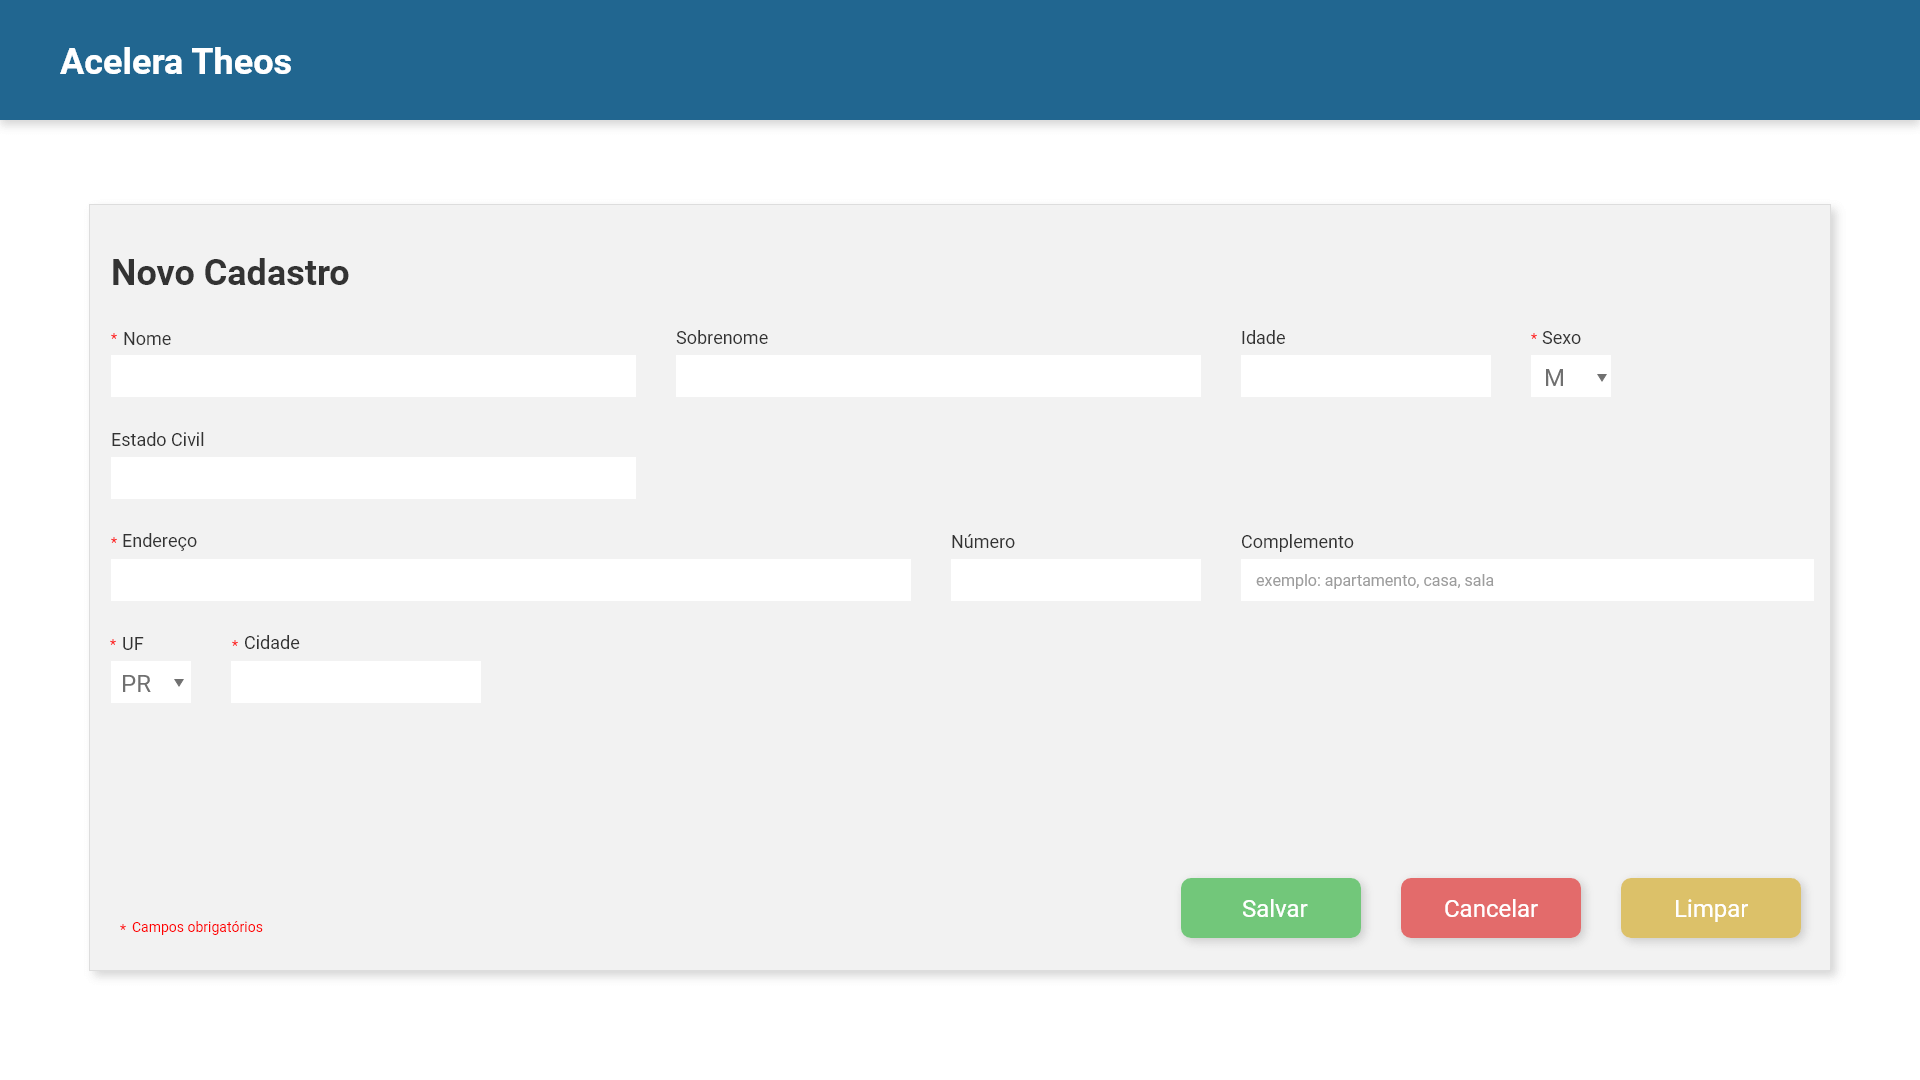 Acelera Theos
Novo Cadastro
* Nome
Sobrenome
Idade
* Sexo
M
Estado Civil
* Endereço
Número
Complemento
exemplo: apartamento, casa, sala
* UF
* Cidade
PR
Salvar
Cancelar
Limpar
* Campos obrigatórios